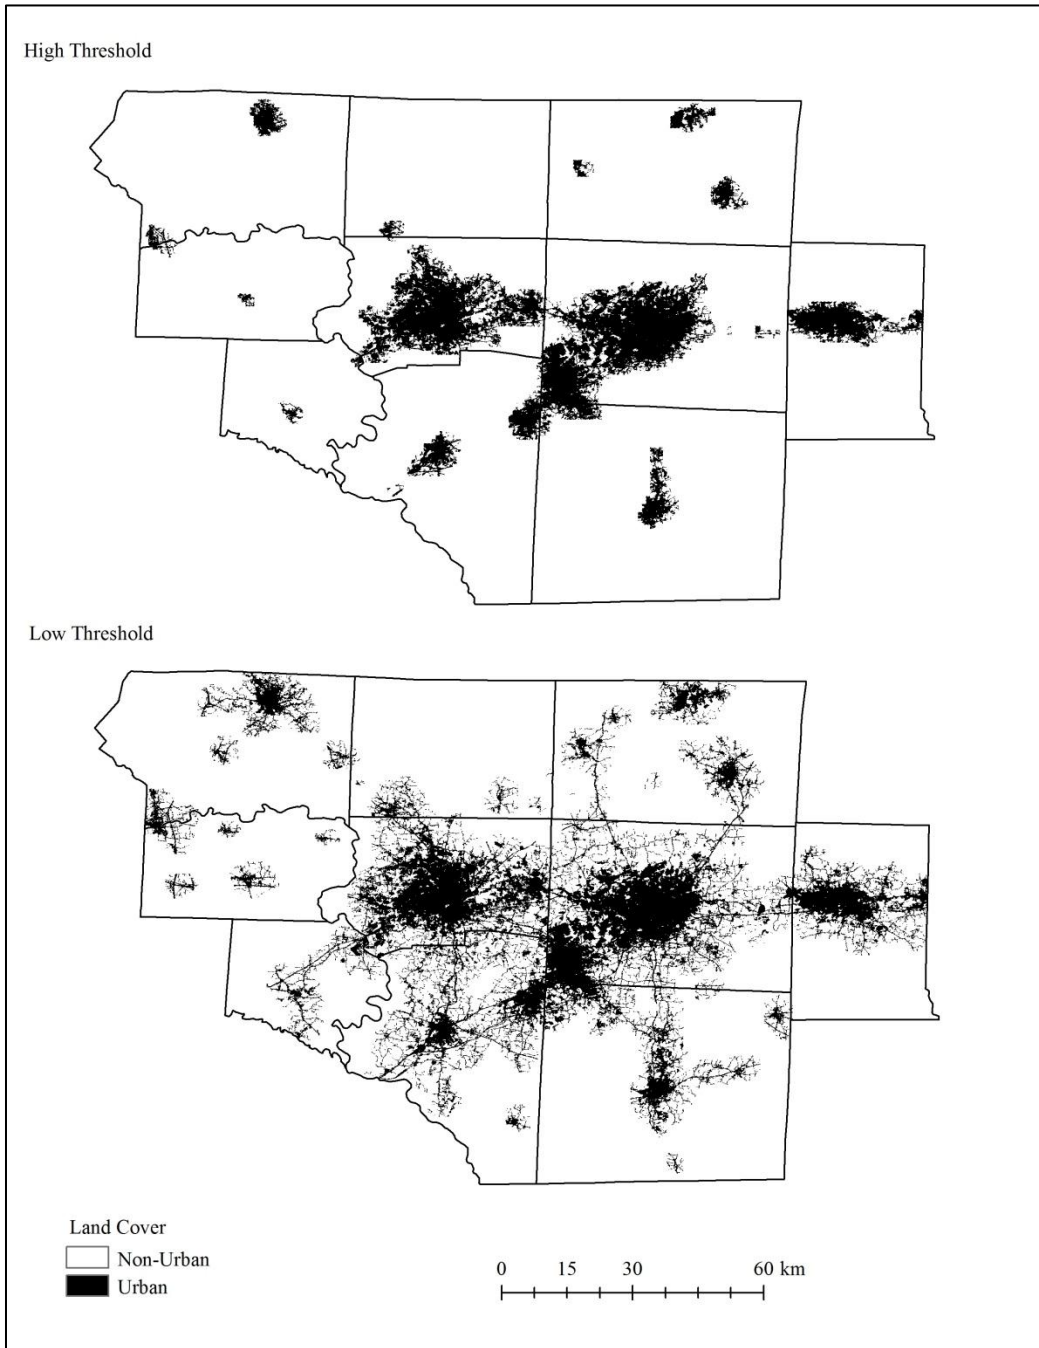 High Threshold
Low Threshold
Land Cover
Non-Urban
Urban
0 15 30 60 km